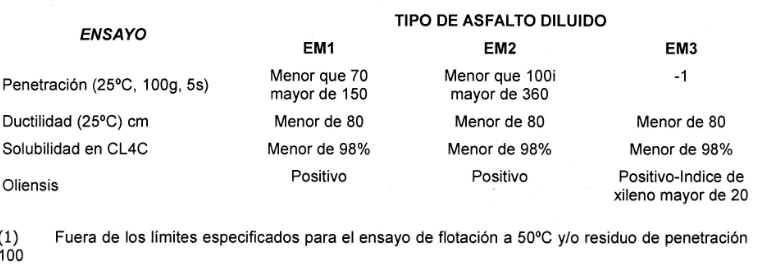 TIPO DE ASFALTO DILUIDO
ENSAYO
EM1 EM2 EM3
Penetración (25ºC, 100g, 5s) Menor que 70 Menor que 100i -1
mayor de 150 mayor de 360
Ductilidad (25ºC) cm Menor de 80 Menor de 80 Menor de 80
Solubilidad en CL4C Menor de 98% Menor de 98% Menor de 98%
Oliensis Positivo Positivo Positivo-Indice de
xileno mayor de 20
(1) Fuera de los límites especificados para el ensayo de flotación a 50ºC y/o residuo de penetración
100